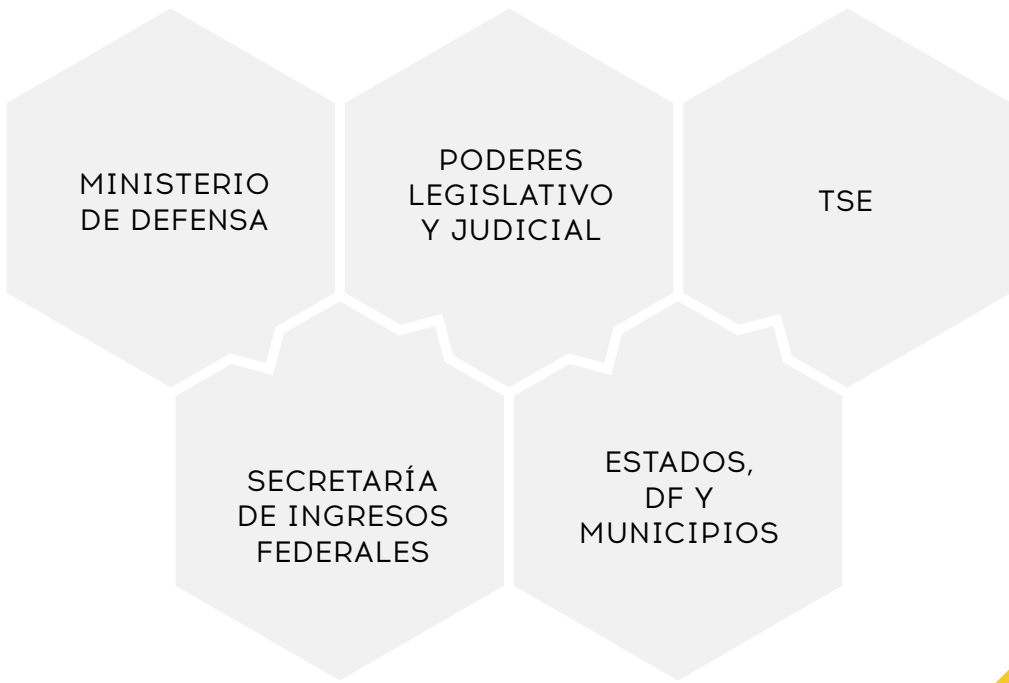 MINISTERIO
DE DEFENSA
PODERES
LEGISLATIVO
Y JUDICIAL
TSE
SECRETARÍA
DE INGRESOS
FEDERALES
ESTADOS,
DF Y
MUNICIPIOS